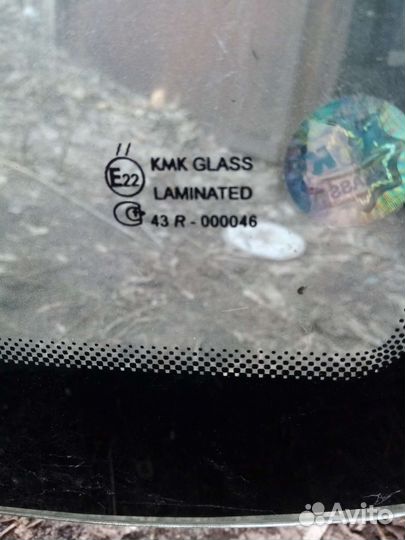 //
E22 KMK GLASS
LAMINATED
43 R - 000046
Avito